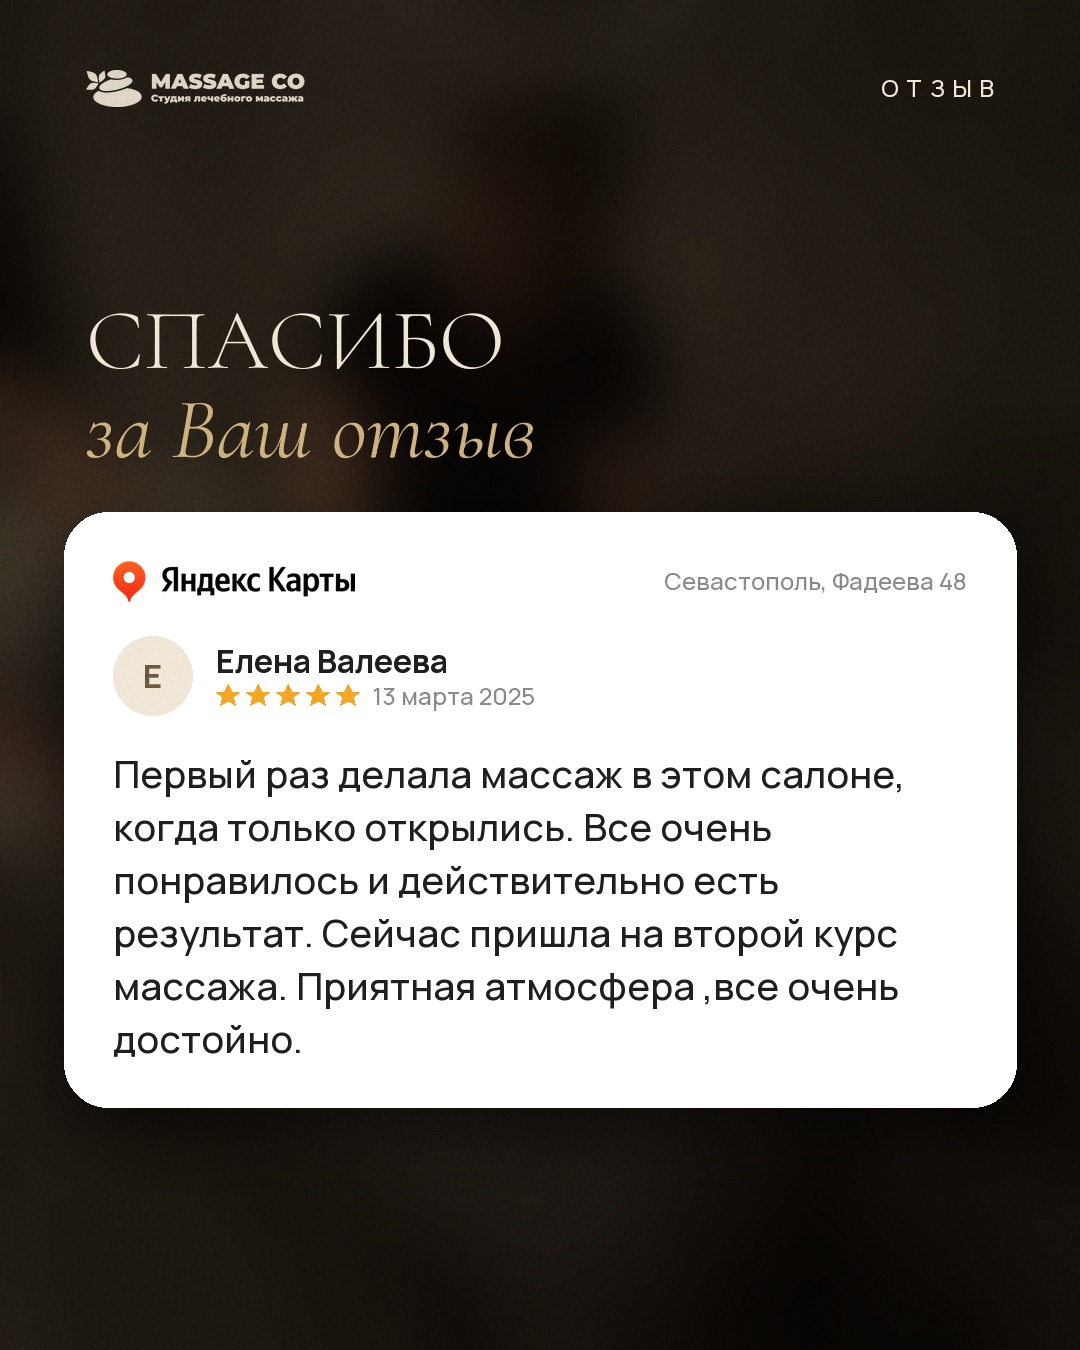 MASSAGE CO
Студия лечебного массажа
ОТЗЫВ
СПАСИБО
за Ваш отзыв
Яндекс Карты
Севастополь, Фадеева 48
Е
Елена Валеева
13 марта 2025
Первый раз делала массаж в этом салоне,
когда только открылись. Все очень
понравилось и действительно есть
результат. Сейчас пришла на второй курс
массажа. Приятная атмосфера ,все очень
достойно.